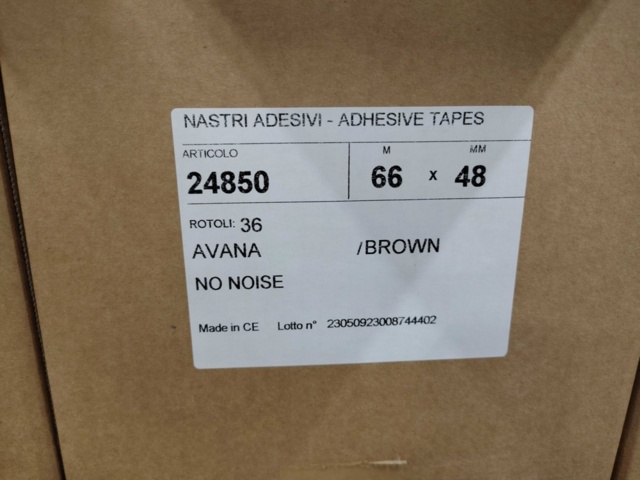 NASTRI ADESIVI - ADHESIVE TAPES
ARTICOLO M MM
24850 66 x 48
ROTOLI: 36
AVANA /BROWN
NO NOISE
Made in CE Lotto n° 23050923008744402